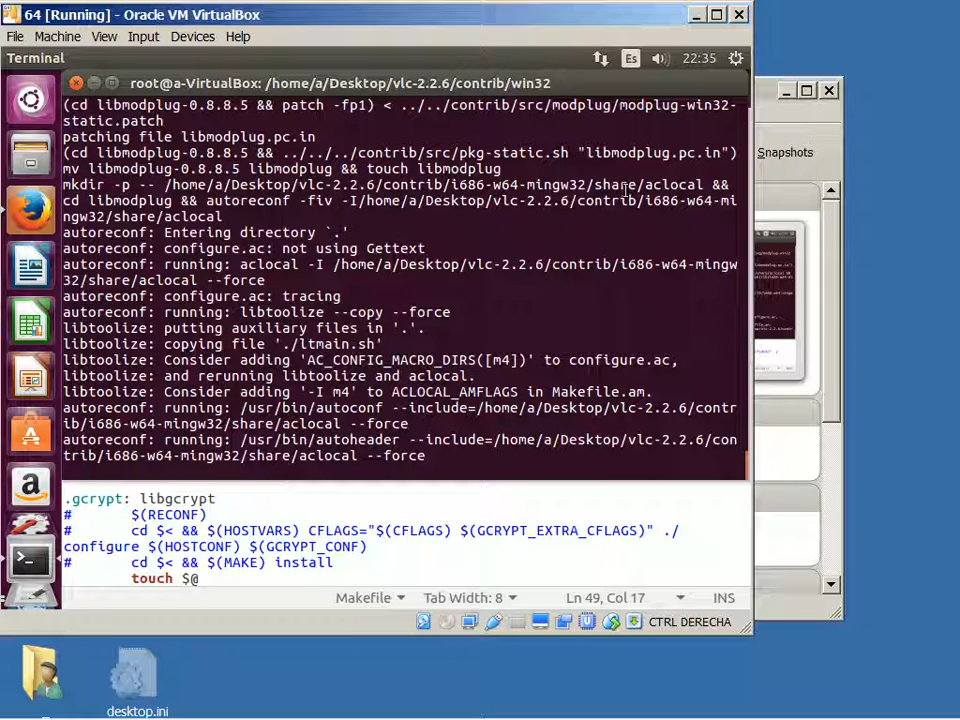 64 [Running] - Oracle VM VirtualBox
File Machine View Input Devices Help
Terminal
Es
22:35
root@a-VirtualBox: /home/a/Desktop/vlc-2.2.6/contrib/win32
(cd libmodplug-0.8.8.5 && patch -fp1) < ../../contrib/src/modplug/modplug-win32-
static.patch
patching file libmodplug.pc.in
(cd libmodplug-0.8.8.5 && ../../../contrib/src/pkg-static.sh "libmodplug.pc.in")
mv libmodplug-0.8.8.5 libmodplug && touch libmodplug
mkdir -p -- /home/a/Desktop/vlc-2.2.6/contrib/i686-w64-mingw32/share/aclocal &&
cd libmodplug && autoreconf -fiv -I/home/a/Desktop/vlc-2.2.6/contrib/i686-w64-mi
ngw32/share/aclocal
autoreconf: Entering directory `.'
autoreconf: configure.ac: not using Gettext
autoreconf: running: aclocal -I /home/a/Desktop/vlc-2.2.6/contrib/i686-w64-mingw
32/share/aclocal --force
autoreconf: configure.ac: tracing
autoreconf: running: libtoolize --copy --force
libtoolize: putting auxiliary files in '.'.
libtoolize: copying file './ltmain.sh'
libtoolize: Consider adding 'AC_CONFIG_MACRO_DIRS([m4])' to configure.ac,
libtoolize: and rerunning libtoolize and aclocal.
libtoolize: Consider adding '-I m4' to ACLOCAL_AMFLAGS in Makefile.am.
autoreconf: running: /usr/bin/autoconf --include=/home/a/Desktop/vlc-2.2.6/contr
ib/i686-w64-mingw32/share/aclocal --force
autoreconf: running: /usr/bin/autoheader --include=/home/a/Desktop/vlc-2.2.6/con
trib/i686-w64-mingw32/share/aclocal --force
Snapshots
.gcrypt: libgcrypt
# $(RECONF)
# cd $< && $(HOSTVARS) CFLAGS="$(CFLAGS) $(GCRYPT_EXTRA_CFLAGS)" ./
configure $(HOSTCONF) $(GCRYPT_CONF)
# cd $< && $(MAKE) install
touch $@
Makefile Tab Width: 8 Ln 49, Col 17 INS
CTRL DERECHA
desktop.ini